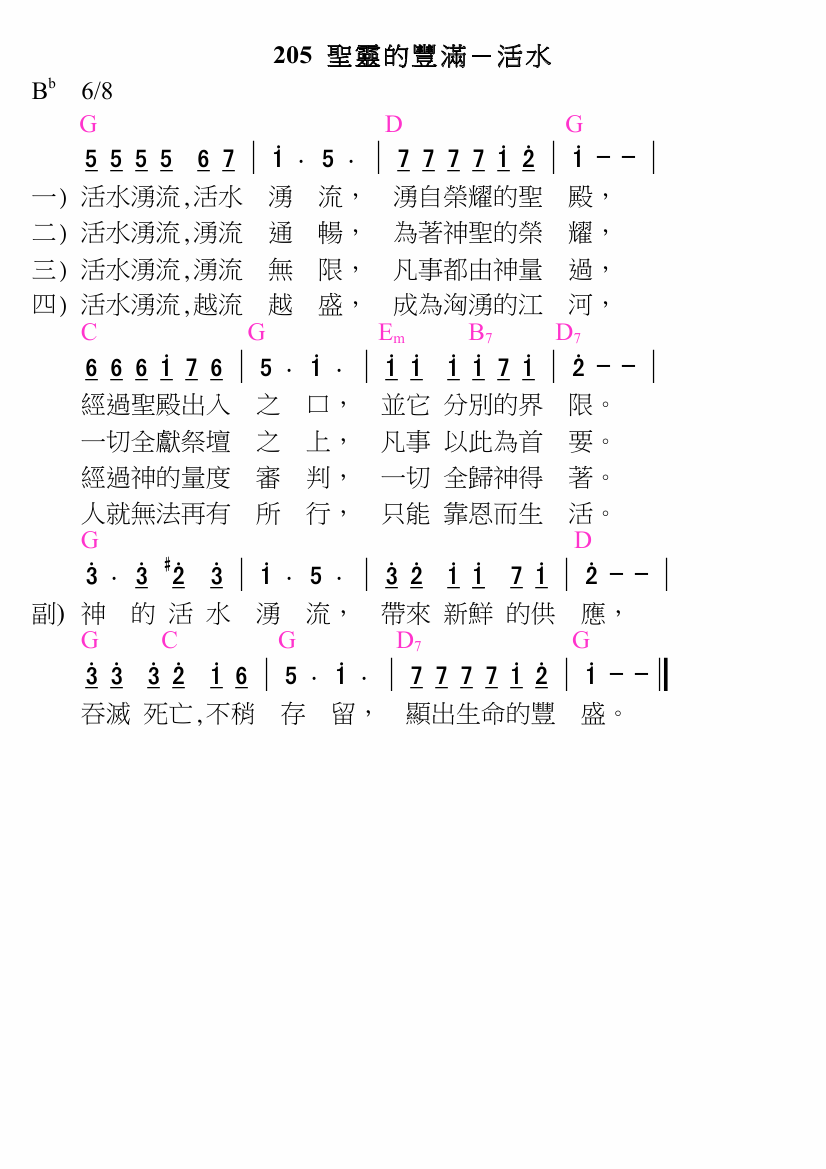 205 聖靈的豐滿－活水
Bb 6/8
G D G
5 5 5 5 6 7 | i · 5 · | 7 7 7 7 i 2̇ | i － － |
一) 活水湧流,活水 湧 流， 湧自榮耀的聖 殿，
二) 活水湧流,湧流 通 暢， 為著神聖的榮 耀，
三) 活水湧流,湧流 無 限， 凡事都由神量 過，
四) 活水湧流,越流 越 盛， 成為洶湧的江 河，
C G Em B7 D7
6 6 6 i 7 6 | 5 · i · | i i i i 7 i | 2̇ － － |
經過聖殿出入 之 口， 並它 分別的界 限。
一切全獻祭壇 之 上， 凡事 以此為首 要。
經過神的量度 審 判， 一切 全歸神得 著。
人就無法再有 所 行， 只能 靠恩而生 活。
G D
3̇ · 3̇ #2̇ 3̇ | i · 5 · | 3̇ 2̇ i i 7 i | 2̇ － － |
副) 神 的 活 水 湧 流， 帶來 新鮮 的供 應，
G C G D7 G
3̇ 3̇ 3̇ 2̇ i 6 | 5 · i · | 7 7 7 7 i 2̇ | i － － ‖
吞滅 死亡,不稍 存 留， 顯出生命的豐 盛。